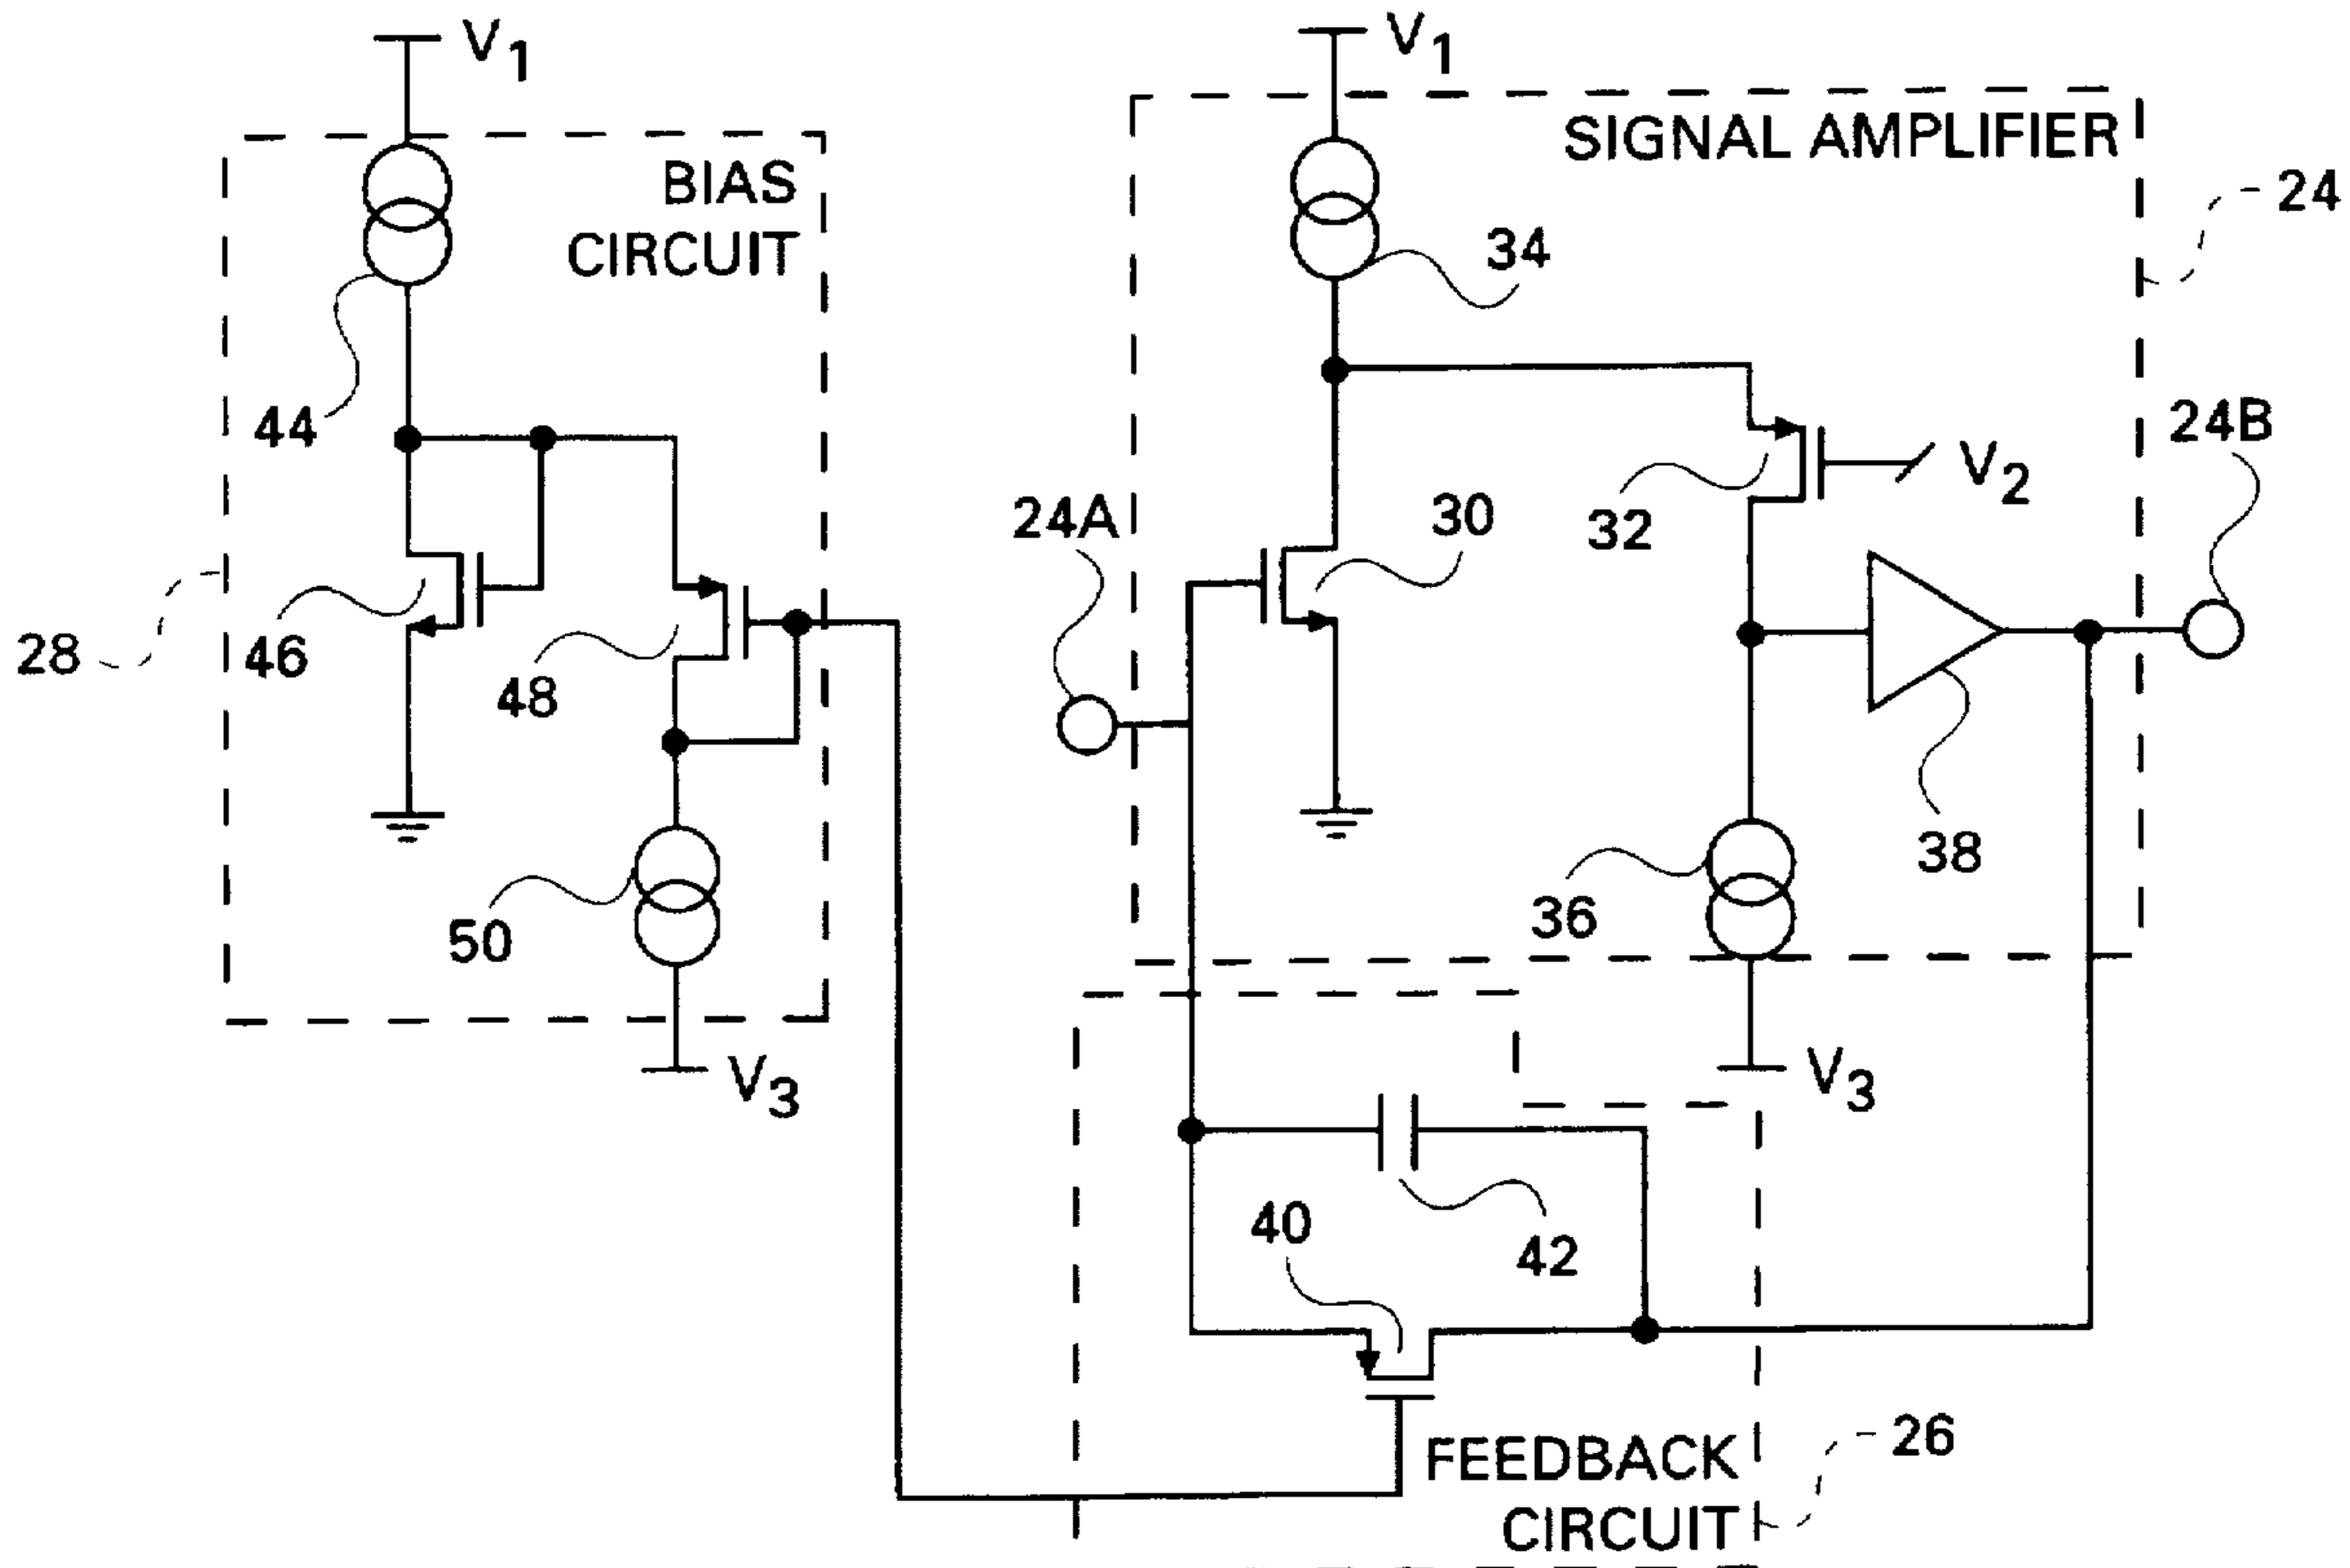 V1
V1
SIGNAL AMPLIFIER
24
BIAS
CIRCUIT
34
44
24B
V2
24A
30
32
28
46
48
38
36
50
V3
V3
40
42
26
FEEDBACK
CIRCUIT